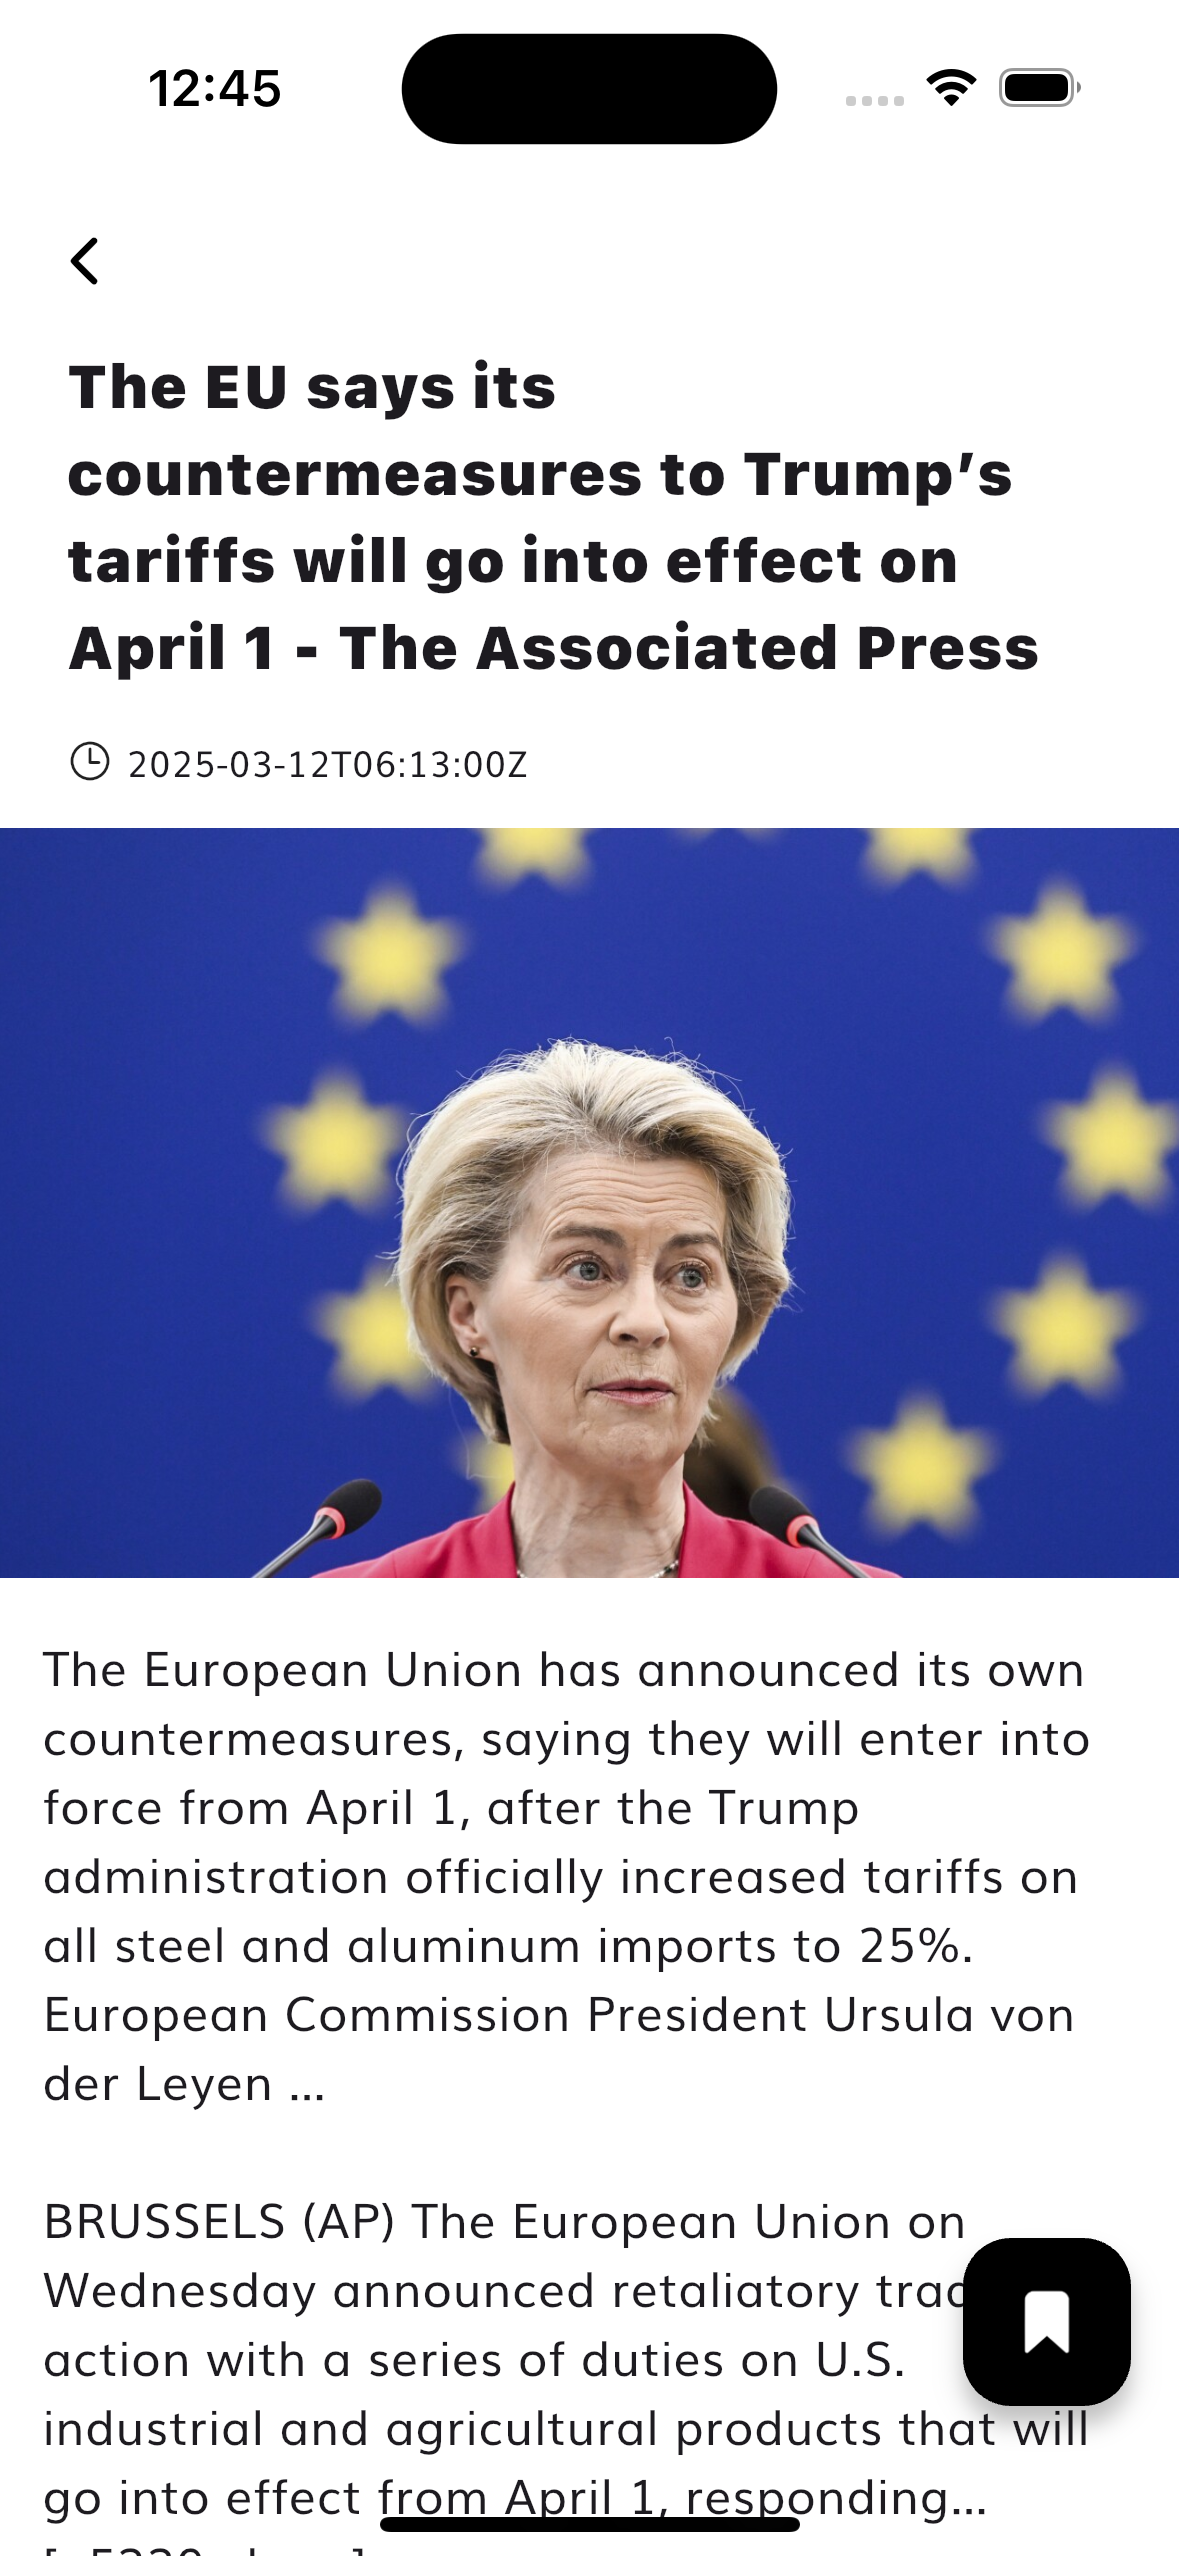 12:45
The EU says its
countermeasures to Trump’s
tariffs will go into effect on
April 1 - The Associated Press
2025-03-12T06:13:00Z
The European Union has announced its own
countermeasures, saying they will enter into
force from April 1, after the Trump
administration officially increased tariffs on
all steel and aluminum imports to 25%.
European Commission President Ursula von
der Leyen ...
BRUSSELS (AP) The European Union on
Wednesday announced retaliatory
action with a series of duties on U.S.
industrial and agricultural products that will
go into effect from April 1, responding...